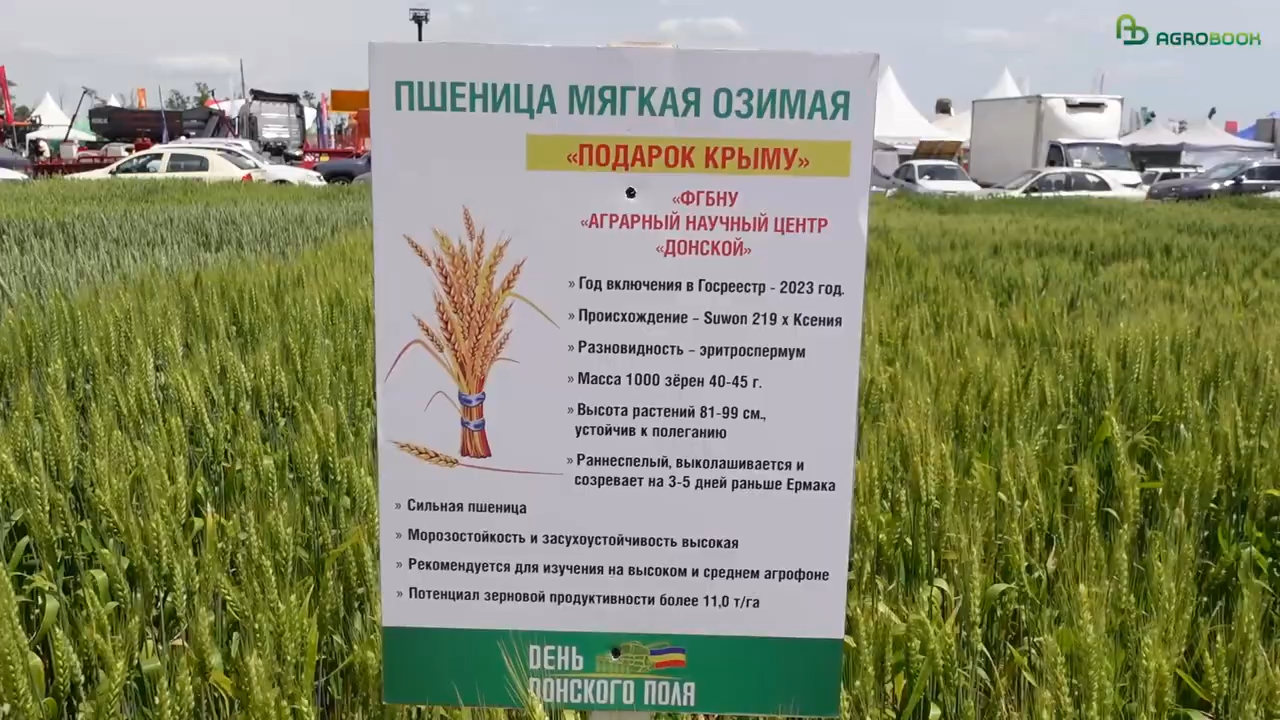 AGROBOOK
ПШЕНИЦА МЯГКАЯ ОЗИМАЯ
«ПОДАРОК КРЫМУ»
«ФГБНУ
«АГРАРНЫЙ НАУЧНЫЙ ЦЕНТР
«ДОНСКОЙ»
» Год включения в Госреестр - 2023 год.
» Происхождение – Suwon 219 x Ксения
» Разновидность – эритроспермум
» Масса 1000 зёрен 40-45 г.
» Высота растений 81-99 см.,
устойчив к полеганию
» Раннеспелый, выколашивается и
созревает на 3-5 дней раньше Ермака
» Сильная пшеница
» Морозостойкость и засухоустойчивость высокая
» Рекомендуется для изучения на высоком и среднем агрофоне
» Потенциал зерновой продуктивности более 11,0 т/га
ДЕНЬ
ДОНСКОГО ПОЛЯ